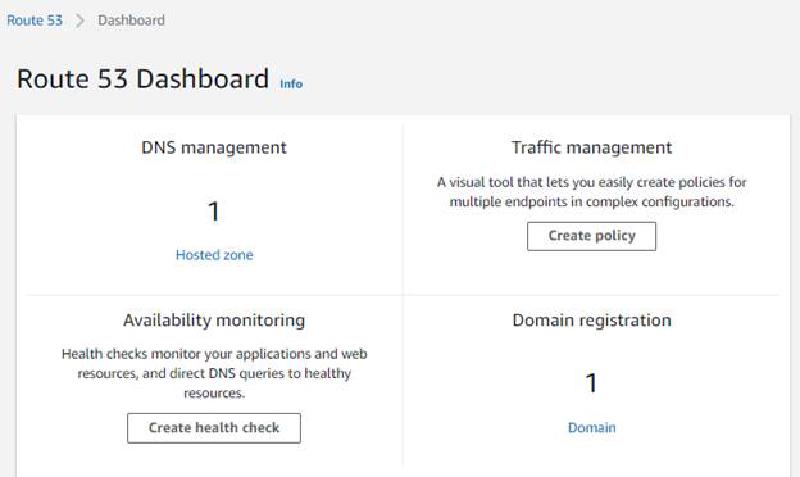 Route 53 > Dashboard
Route 53 Dashboard Info
DNS management
1
Hosted zone
Traffic management
A visual tool that lets you easily create policies for
multiple endpoints in complex configurations.
Create policy
Availability monitoring
Health checks monitor your applications and web
resources, and direct DNS queries to healthy
resources.
Create health check
Domain registration
1
Domain